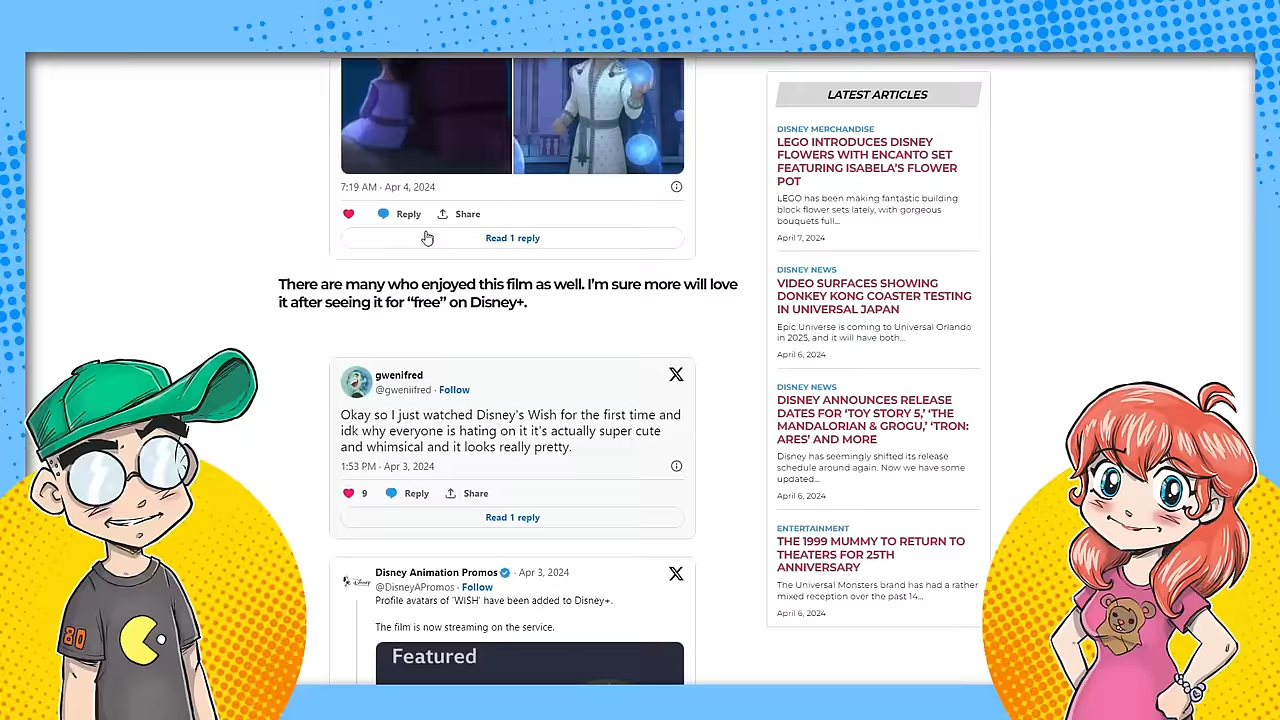 7:19 AM · Apr 4, 2024
Reply
Share
Read 1 reply
There are many who enjoyed this film as well. I'm sure more will love
it after seeing it for “free” on Disney+.
gwenifred
@gweniifred · Follow
Okay so I just watched Disney's Wish for the first time and
idk why everyone is hating on it it's actually super cute
and whimsical and it looks really pretty.
1:53 PM · Apr 3, 2024
9
Reply
Share
Read 1 reply
Disney Animation Promos · Apr 3, 2024
@DisneyAPromos · Follow
Profile avatars of 'WISH' have been added to Disney+.
The film is now streaming on the service.
Featured
LATEST ARTICLES
DISNEY MERCHANDISE
LEGO INTRODUCES DISNEY
FLOWERS WITH ENCANTO SET
FEATURING ISABELA'S FLOWER
POT
LEGO has been making fantastic building
block flower sets lately, with gorgeous
bouquets full...
April 7, 2024
DISNEY NEWS
VIDEO SURFACES SHOWING
DONKEY KONG COASTER TESTING
IN UNIVERSAL JAPAN
Epic Universe is coming to Universal Orlando
in 2025, and it will have both...
April 6, 2024
DISNEY NEWS
DISNEY ANNOUNCES RELEASE
DATES FOR 'TOY STORY 5,' 'THE
MANDALORIAN & GROGU,' 'TRON:
ARES' AND MORE
Disney has seemingly shifted its release
schedule around again. Now we have some
updated...
April 6, 2024
ENTERTAINMENT
THE 1999 MUMMY TO RETURN TO
THEATERS FOR 25TH
ANNIVERSARY
The Universal Monsters brand has had a rather
mixed reception over the past 14...
April 6, 2024
80